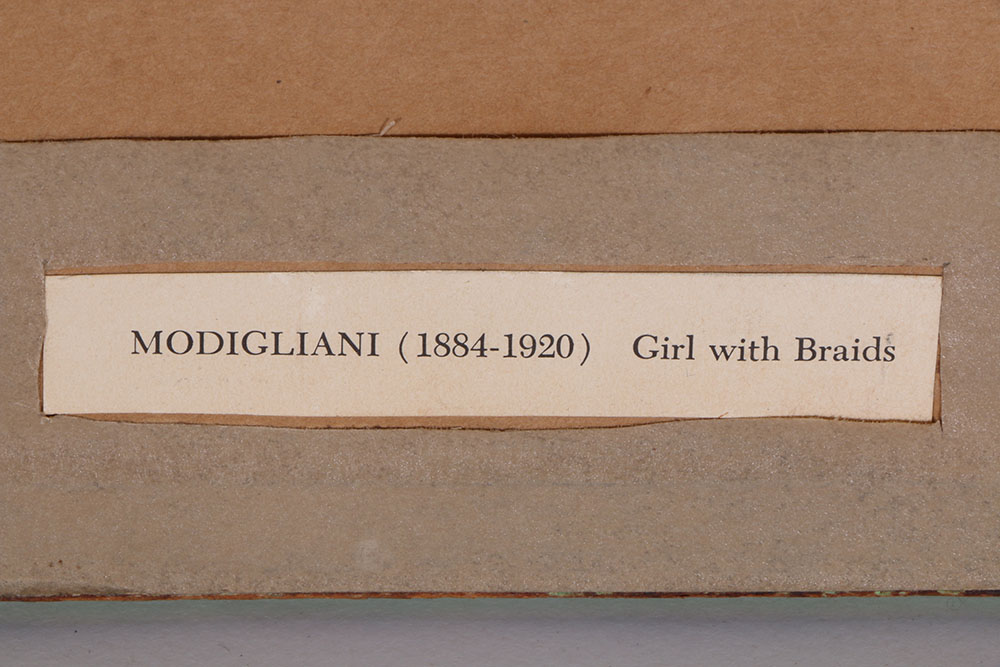 MODIGLIANI (1884-1920) Girl with Braids